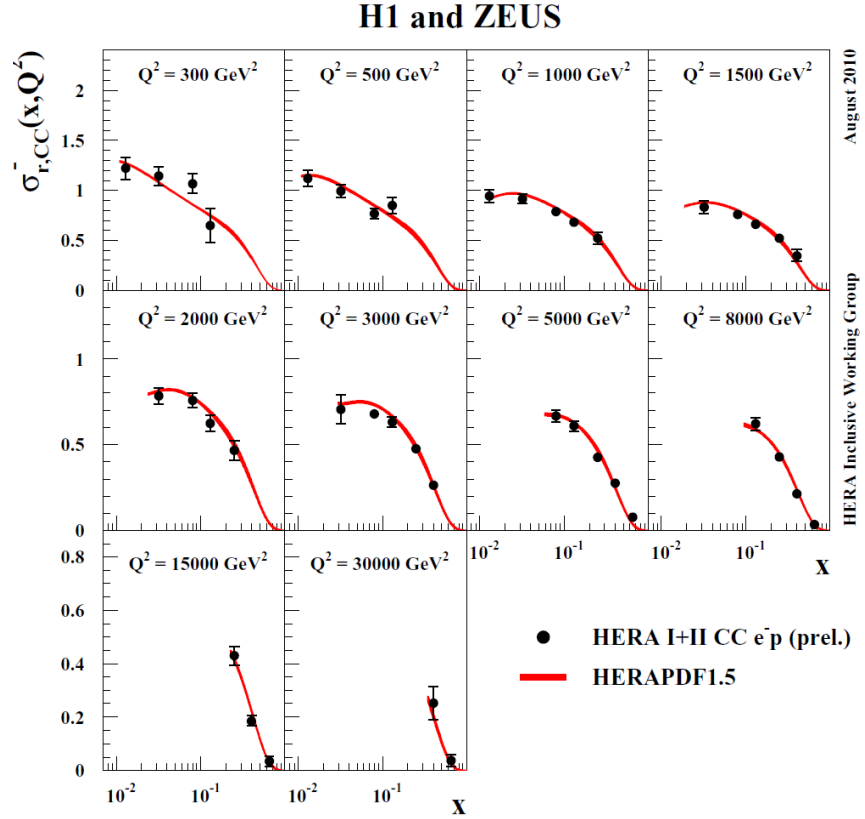 H1 and ZEUS
σ⁻r,CC(x,Q²)
August 2010
Q² = 300 GeV²
Q² = 500 GeV²
Q² = 1000 GeV²
Q² = 1500 GeV²
2
1.5
1
0.5
0
HERA Inclusive Working Group
Q² = 2000 GeV²
Q² = 3000 GeV²
Q² = 5000 GeV²
Q² = 8000 GeV²
1
0.5
0
10⁻² 10⁻¹ 10⁻² 10⁻¹ x
Q² = 15000 GeV²
Q² = 30000 GeV²
0.8
0.6
0.4
0.2
0
10⁻² 10⁻¹ 10⁻² 10⁻¹ x
HERA I+II CC e⁻p (prel.)
HERAPDF1.5